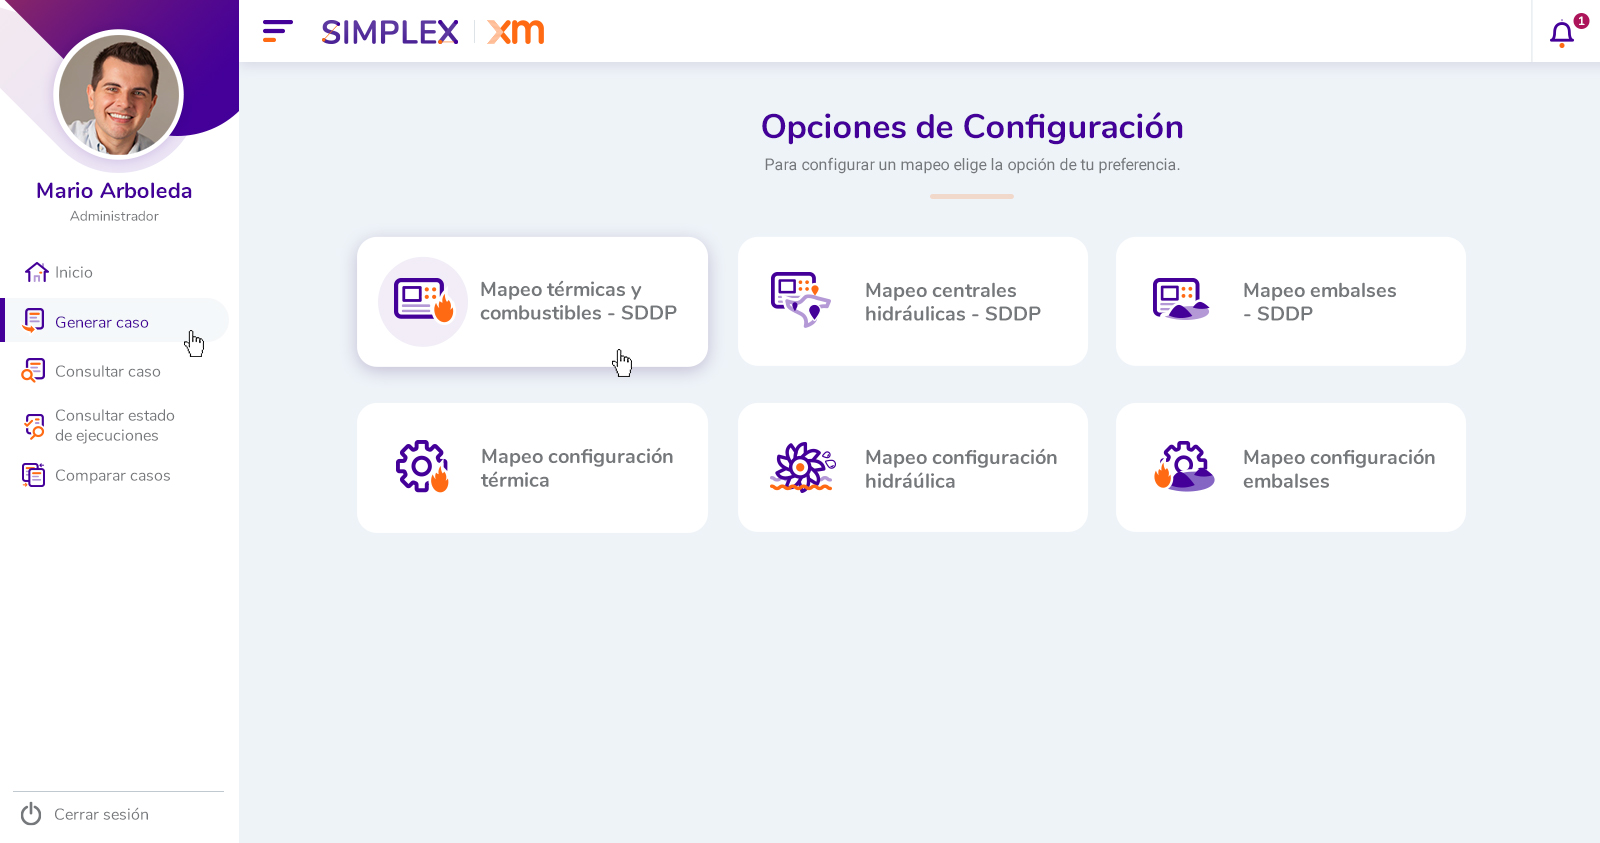 SIMPLEX xm
1
Mario Arboleda
Administrador
Inicio
Generar caso
Consultar caso
Consultar estado
de ejecuciones
Comparar casos
Cerrar sesión
Opciones de Configuración
Para configurar un mapeo elige la opción de tu preferencia.
Mapeo térmicas y
combustibles - SDDP
Mapeo centrales
hidráulicas - SDDP
Mapeo embalses
- SDDP
Mapeo configuración
térmica
Mapeo configuración
hidráúlica
Mapeo configuración
embalses